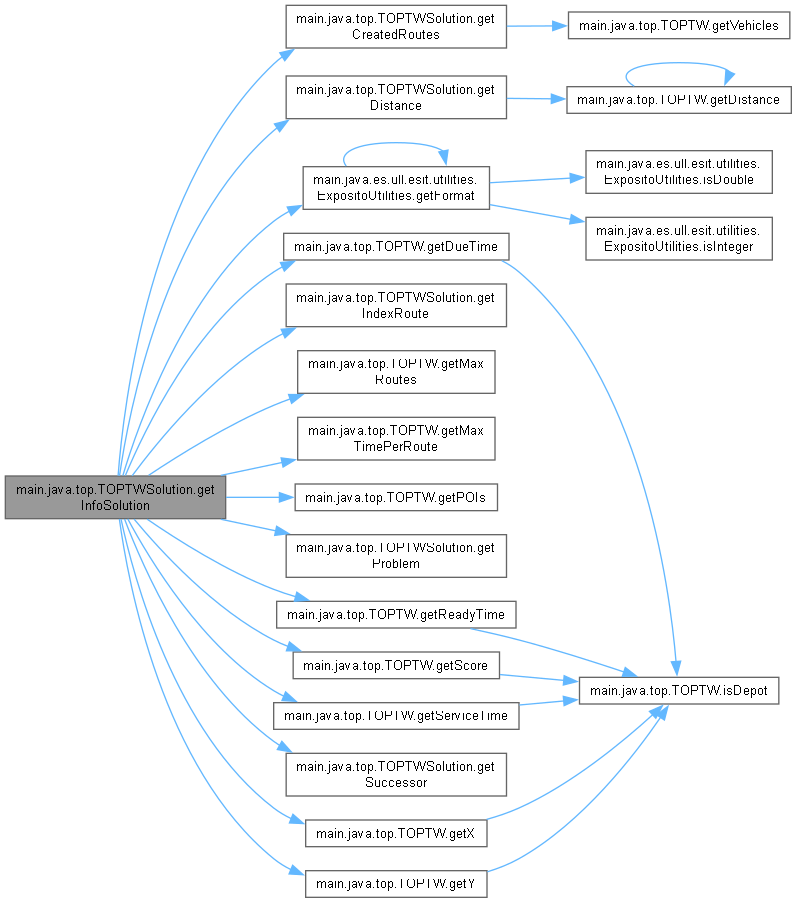 main.java.top.TOPTWSolution.get
CreatedRoutes
main.java.top.TOPTW.getVehicles
main.java.top.TOPTWSolution.get
Distance
main.java.top.TOPTW.getDistance
main.java.es.ull.esit.utilities.
ExpositoUtilities.getFormat
main.java.es.ull.esit.utilities.
ExpositoUtilities.isDouble
main.java.es.ull.esit.utilities.
ExpositoUtilities.isInteger
main.java.top.TOPTW.getDueTime
main.java.top.TOPTWSolution.get
IndexRoute
main.java.top.TOPTW.getMax
Routes
main.java.top.TOPTW.getMax
TimePerRoute
main.java.top.TOPTWSolution.get
InfoSolution
main.java.top.TOPTW.getPOIs
main.java.top.TOPTWSolution.get
Problem
main.java.top.TOPTW.getReadyTime
main.java.top.TOPTW.getScore
main.java.top.TOPTW.isDepot
main.java.top.TOPTW.getServiceTime
main.java.top.TOPTWSolution.get
Successor
main.java.top.TOPTW.getX
main.java.top.TOPTW.getY